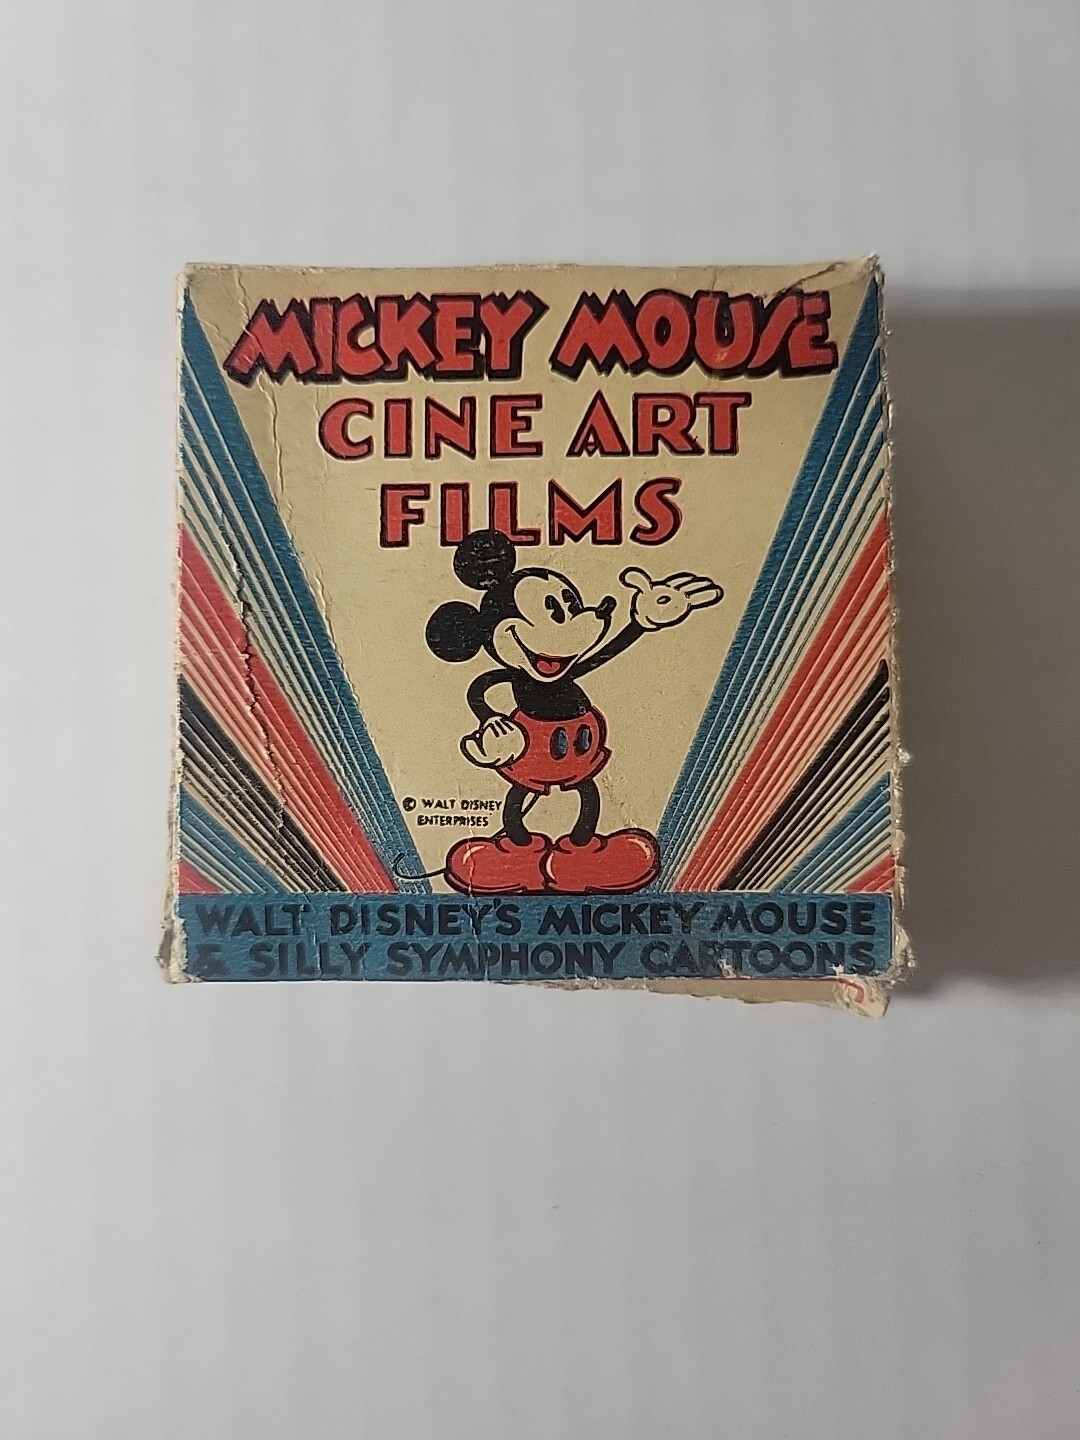 MICKEY MOUSE
CINE ART
FILMS
© WALT DISNEY
ENTERPRISES
WALT DISNEY'S MICKEY MOUSE
& SILLY SYMPHONY CARTOONS